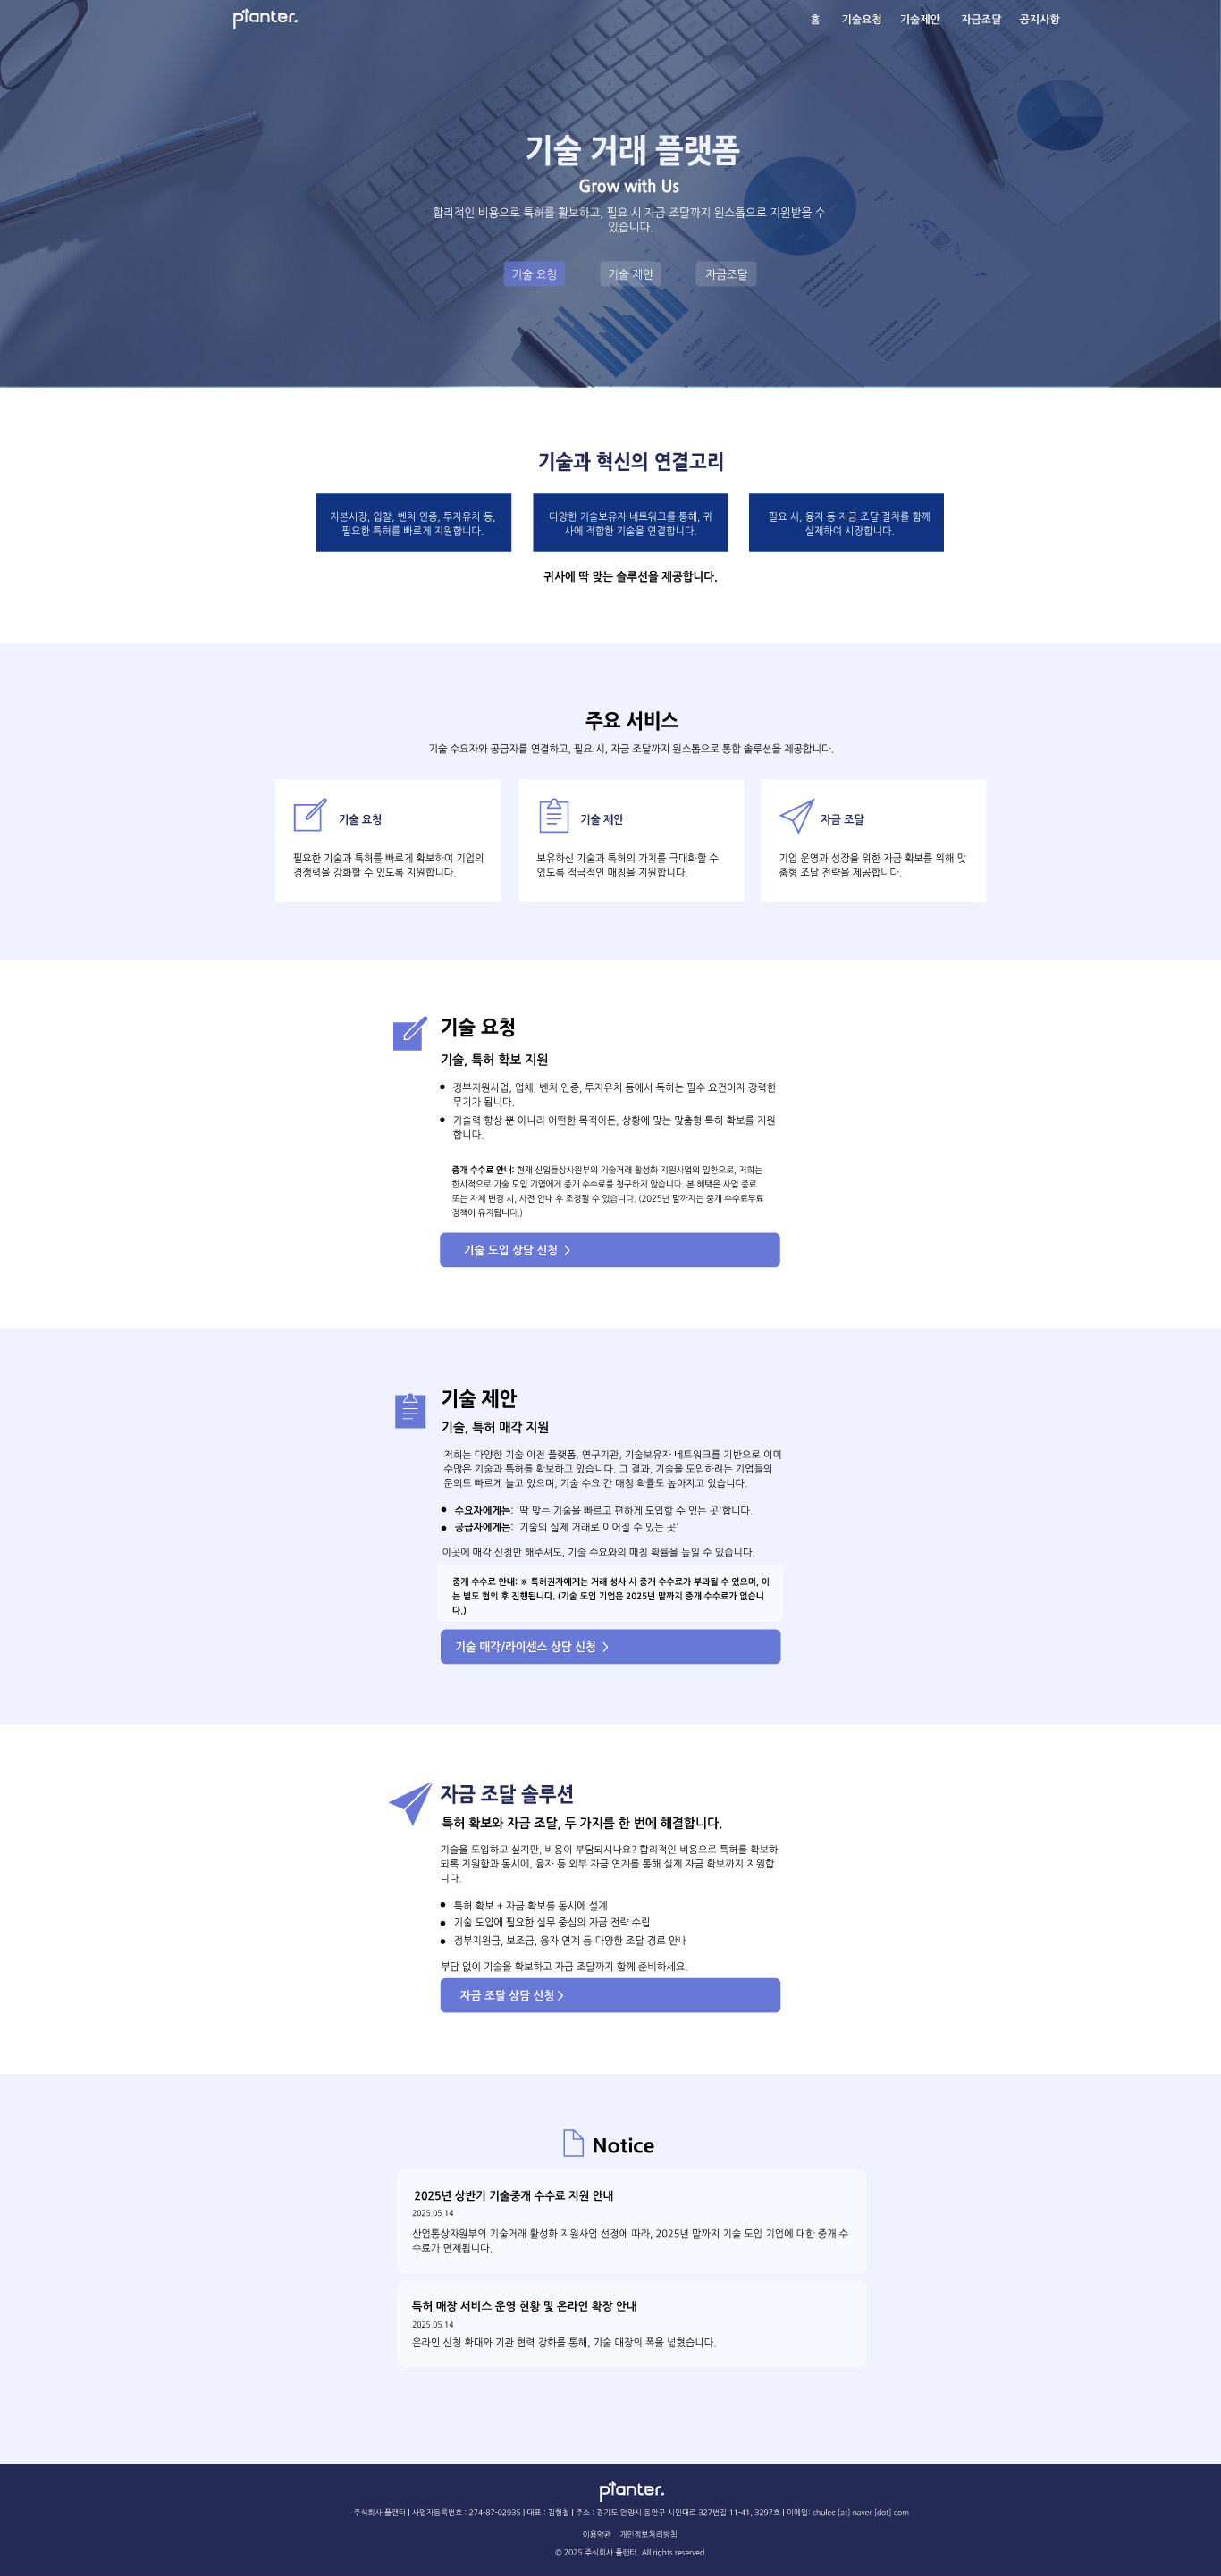 planter.
홈 기술요청 기술제안 자금조달 공지사항
기술 거래 플랫폼
Grow with Us
합리적인 비용으로 특허를 활보하고, 필요 시 자금 조달까지 원스톱으로 지원받을 수
있습니다.
기술 요청 기술 제안 자금조달
기술과 혁신의 연결고리
자본시장, 입찰, 벤처 인증, 투자유치 등,
필요한 특허를 빠르게 지원합니다.
다양한 기술보유자 네트워크를 통해, 귀
사에 적합한 기술을 연결합니다.
필요 시, 융자 등 자금 조달 절차를 함께
실계하여 시장합니다.
귀사에 딱 맞는 솔루션을 제공합니다.
주요 서비스
기술 수요자와 공급자를 연결하고, 필요 시, 자금 조달까지 원스톱으로 통합 솔루션을 제공합니다.
기술 요청
필요한 기술과 특허를 빠르게 확보하여 기업의
경쟁력을 강화할 수 있도록 지원합니다.
기술 제안
보유하신 기술과 특허의 가치를 극대화할 수
있도록 적극적인 매칭을 지원합니다.
자금 조달
기업 운영과 성장을 위한 자금 확보를 위해 맞
춤형 조달 전략을 제공합니다.
기술 요청
기술, 특허 확보 지원
정부지원사업, 업체, 벤처 인증, 투자유치 등에서 독하는 필수 요건이자 강력한
무기가 됩니다.
기술력 향상 뿐 아니라 어떤한 목적이든, 상황에 맞는 맞춤형 특허 확보를 지원
합니다.
중개 수수료 안내: 현재 신입들상사원부의 기술거래 활성화 지원사업의 일환으로, 저희는
한시적으로 기술 도입 기업에게 중개 수수료를 청구하지 않습니다. 본 혜택은 사업 종료
또는 자체 변경 시, 사전 안내 후 조정될 수 있습니다. (2025년 말까지는 중개 수수료무료
정책이 유지됩니다.)
기술 도입 상담 신청 >
기술 제안
기술, 특허 매각 지원
저희는 다양한 기술 이전 플랫폼, 연구기관, 기술보유자 네트워크를 기반으로 이미
수많은 기술과 특허를 확보하고 있습니다. 그 결과, 기술을 도입하려는 기업들의
문의도 빠르게 늘고 있으며, 기술 수요 간 매칭 확률도 높아지고 있습니다.
수요자에게는: '딱 맞는 기술을 빠르고 편하게 도입할 수 있는 곳'합니다.
공급자에게는: '기술의 실제 거래로 이어질 수 있는 곳'
이곳에 매각 신청만 해주셔도, 기술 수요와의 매칭 확률을 높일 수 있습니다.
중개 수수료 안내: ※ 특허권자에게는 거래 성사 시 중개 수수료가 부과될 수 있으며, 이
는 별도 협의 후 진행됩니다. (기술 도입 기업은 2025년 말까지 중개 수수료가 없습니
다.)
기술 매각/라이센스 상담 신청 >
자금 조달 솔루션
특허 확보와 자금 조달, 두 가지를 한 번에 해결합니다.
기술을 도입하고 싶지만, 비용이 부담되시나요? 합리적인 비용으로 특허를 확보하
되록 지원함과 동시에, 융자 등 외부 자금 연계를 통해 실제 자금 확보까지 지원합
니다.
특허 확보 + 자금 확보를 동시에 설계
기술 도입에 필요한 실무 중심의 자금 전략 수립
정부지원금, 보조금, 융자 연계 등 다양한 조달 경로 안내
부담 없이 기술을 확보하고 자금 조달까지 함께 준비하세요.
자금 조달 상담 신청 >
Notice
2025년 상반기 기술중개 수수료 지원 안내
2025.05.14
산업통상자원부의 기술거래 활성화 지원사업 선정에 따라, 2025년 말까지 기술 도입 기업에 대한 중개 수
수료가 면제됩니다.
특허 매장 서비스 운영 현황 및 온라인 확장 안내
2025.05.14
온라인 신청 확대와 기관 협력 강화를 통해, 기술 매장의 폭을 넓혔습니다.
planter.
주식회사 플랜터 | 사업자등록번호 : 274-87-02935 | 대표 : 김형철 | 주소 : 경기도 안양시 동안구 시민대로 327번길 11-41, 3297호 | 이메일: chulee [at] naver [dot] com
이용약관 개인정보처리방침
© 2025 주식회사 플랜터. All rights reserved.